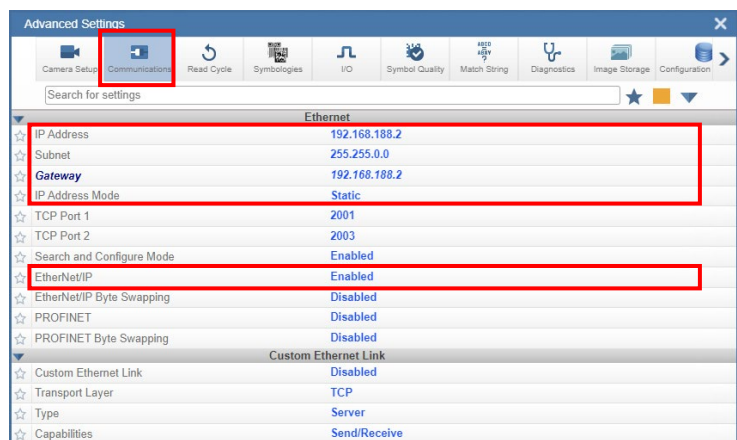 Advanced Settings
Camera Setup Communications Read Cycle Symbologies I/O Symbol Quality Match String Diagnostics Image Storage Configuration
Search for settings
Ethernet
IP Address 192.168.188.2
Subnet 255.255.0.0
Gateway 192.168.188.2
IP Address Mode Static
TCP Port 1 2001
TCP Port 2 2003
Search and Configure Mode Enabled
EtherNet/IP Enabled
EtherNet/IP Byte Swapping Disabled
PROFINET Disabled
PROFINET Byte Swapping Disabled
Custom Ethernet Link
Custom Ethernet Link Disabled
Transport Layer TCP
Type Server
Capabilities Send/Receive